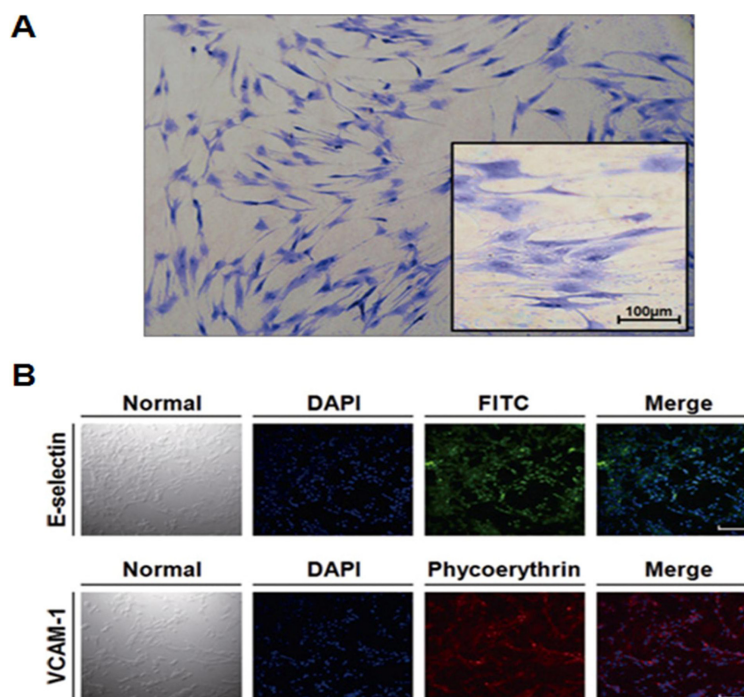 A
100µm
B
Normal DAPI FITC Merge
E-selectin
Normal DAPI Phycoerythrin Merge
VCAM-1